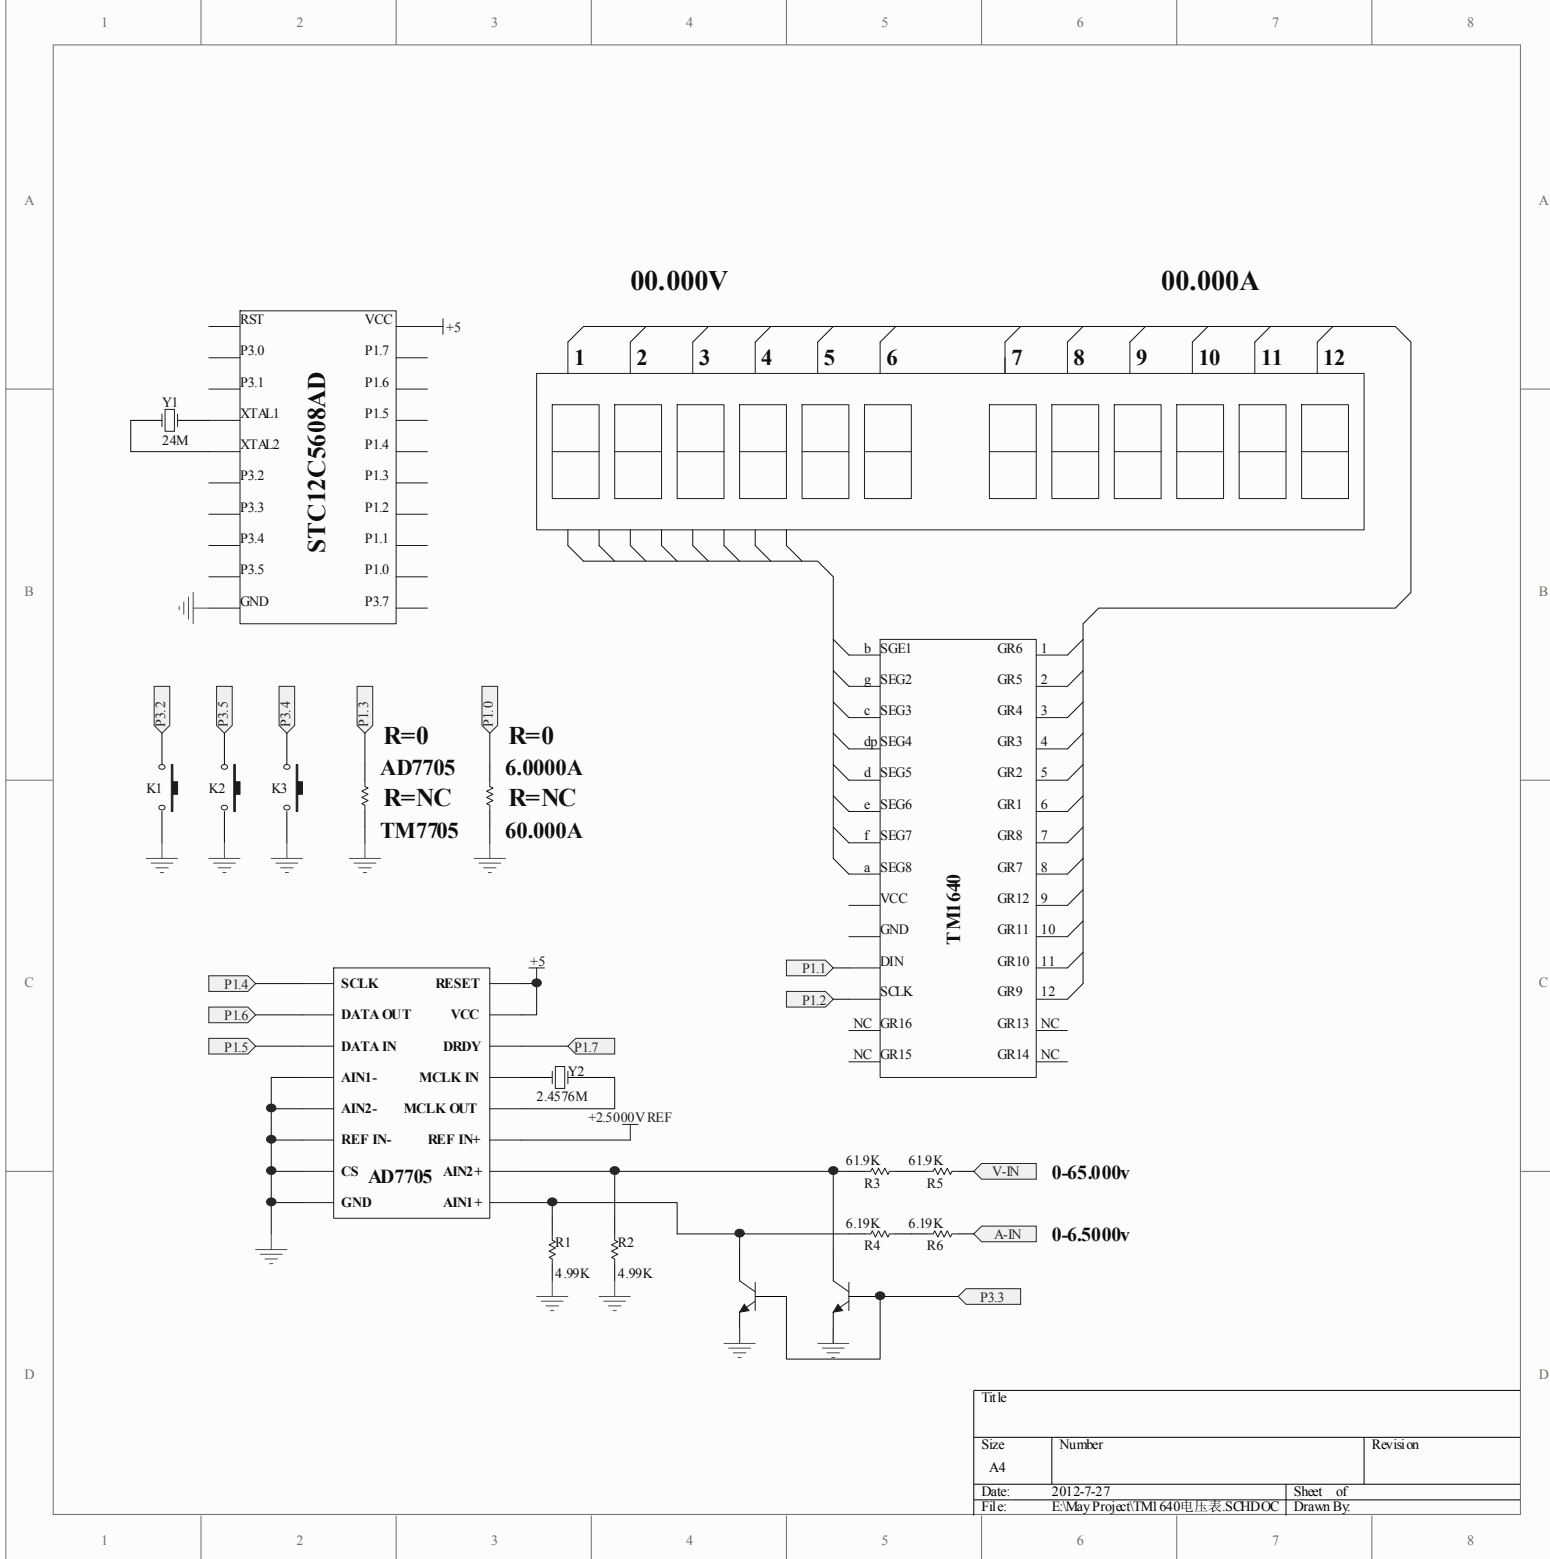 1 2 3 4 5 6 7 8
A A
00.000V 00.000A
RST VCC +5
P3.0 P1.7
P3.1 P1.6
XTAL1 P1.5
XTAL2 P1.4
P3.2 P1.3
P3.3 P1.2
P3.4 P1.1
P3.5 P1.0
GND P3.7
STC12C5608AD
Y1
24M
1 2 3 4 5 6 7 8 9 10 11 12
B B
b SGE1 GR6 1
g SEG2 GR5 2
c SEG3 GR4 3
dp SEG4 GR3 4
d SEG5 GR2 5
e SEG6 GR1 6
f SEG7 GR8 7
a SEG8 GR7 8
VCC GR12 9
GND GR11 10
P1.1 DIN GR10 11
P1.2 SCLK GR9 12
NC GR16 GR13 NC
NC GR15 GR14 NC
TM1640
P3.2 P3.5 P3.4 P1.3 P1.0
K1 K2 K3
R=0
AD7705
R=NC
TM7705
R=0
6.0000A
R=NC
60.000A
C C
+5
P1.4 SCLK RESET
P1.6 DATA OUT VCC
P1.5 DATA IN DRDY P1.7
AIN1- MCLK IN Y2
2.4576M
AIN2- MCLK OUT
+2.5000VREF
REF IN- REF IN+
CS AD7705 AIN2+
GND AIN1+
61.9K 61.9K
R3 R5
V-IN 0-65.000v
6.19K 6.19K
R4 R6
A-IN 0-6.5000v
R1 R2
4.99K 4.99K
P3.3
D D
Title
Size Number Revision
A4
Date: 2012-7-27 Sheet of
File: E:\May Project\TM1640电压表.SCHDOC Drawn By:
1 2 3 4 5 6 7 8